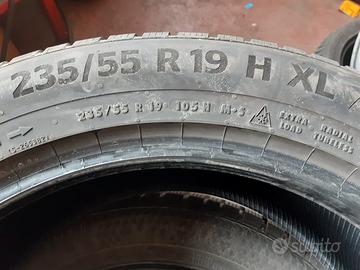 235/55 R 19 H XL
235/55 R 19 105 H M+S EXTRA LOAD RADIAL TUBELESS
subito